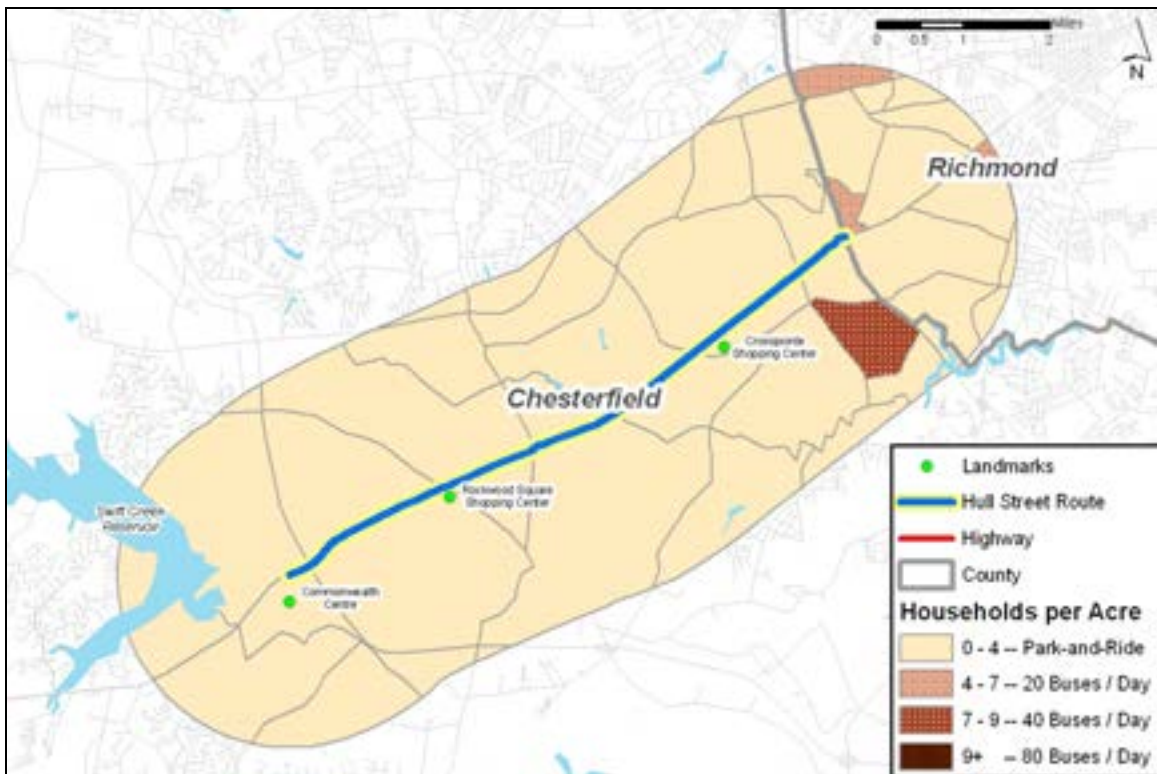 Miles
0 0.5 1 2
N
Richmond
Crosspointe
Shopping Center
Chesterfield
Rockwood Square
Shopping Center
Swift Creek
Reservoir
Commonwealth
Centre
Landmarks
Hull Street Route
Highway
County
Households per Acre
0 - 4 -- Park-and-Ride
4 - 7 -- 20 Buses / Day
7 - 9 -- 40 Buses / Day
9+ -- 80 Buses / Day